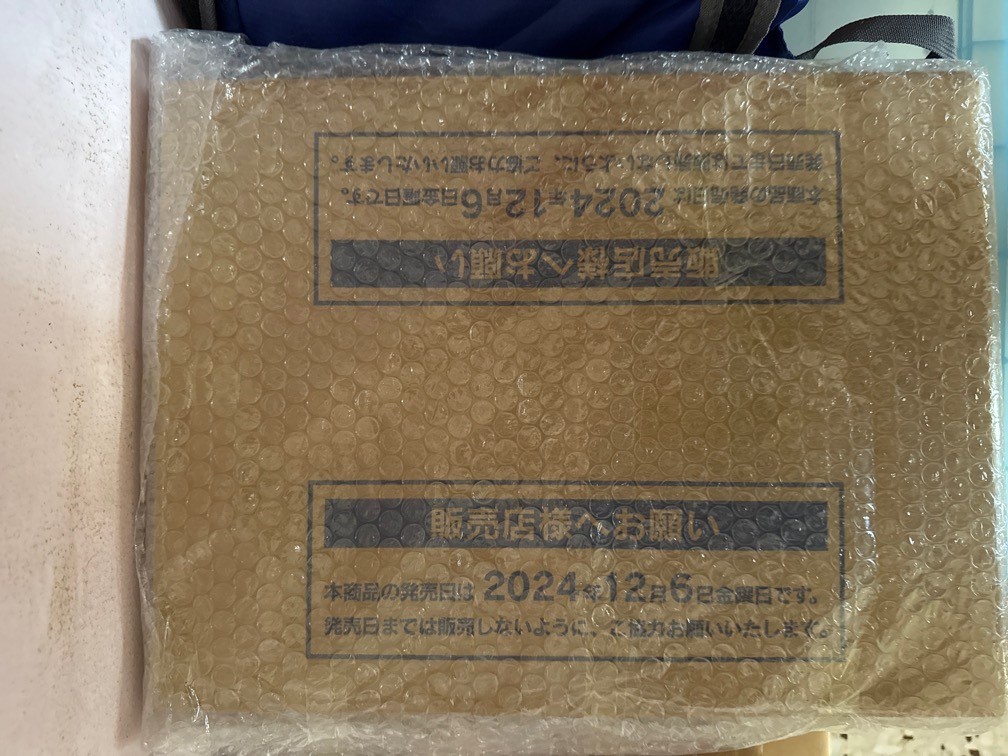 販売店様へお願い
本商品の発売日は2024年12月6日金曜日です。
発売日までは販売しないように、ご協力お願いいたします。
販売店様へお願い
本商品の発売日は2024年12月6日金曜日です。
発売日までは販売しないように、ご協力お願いいたします。